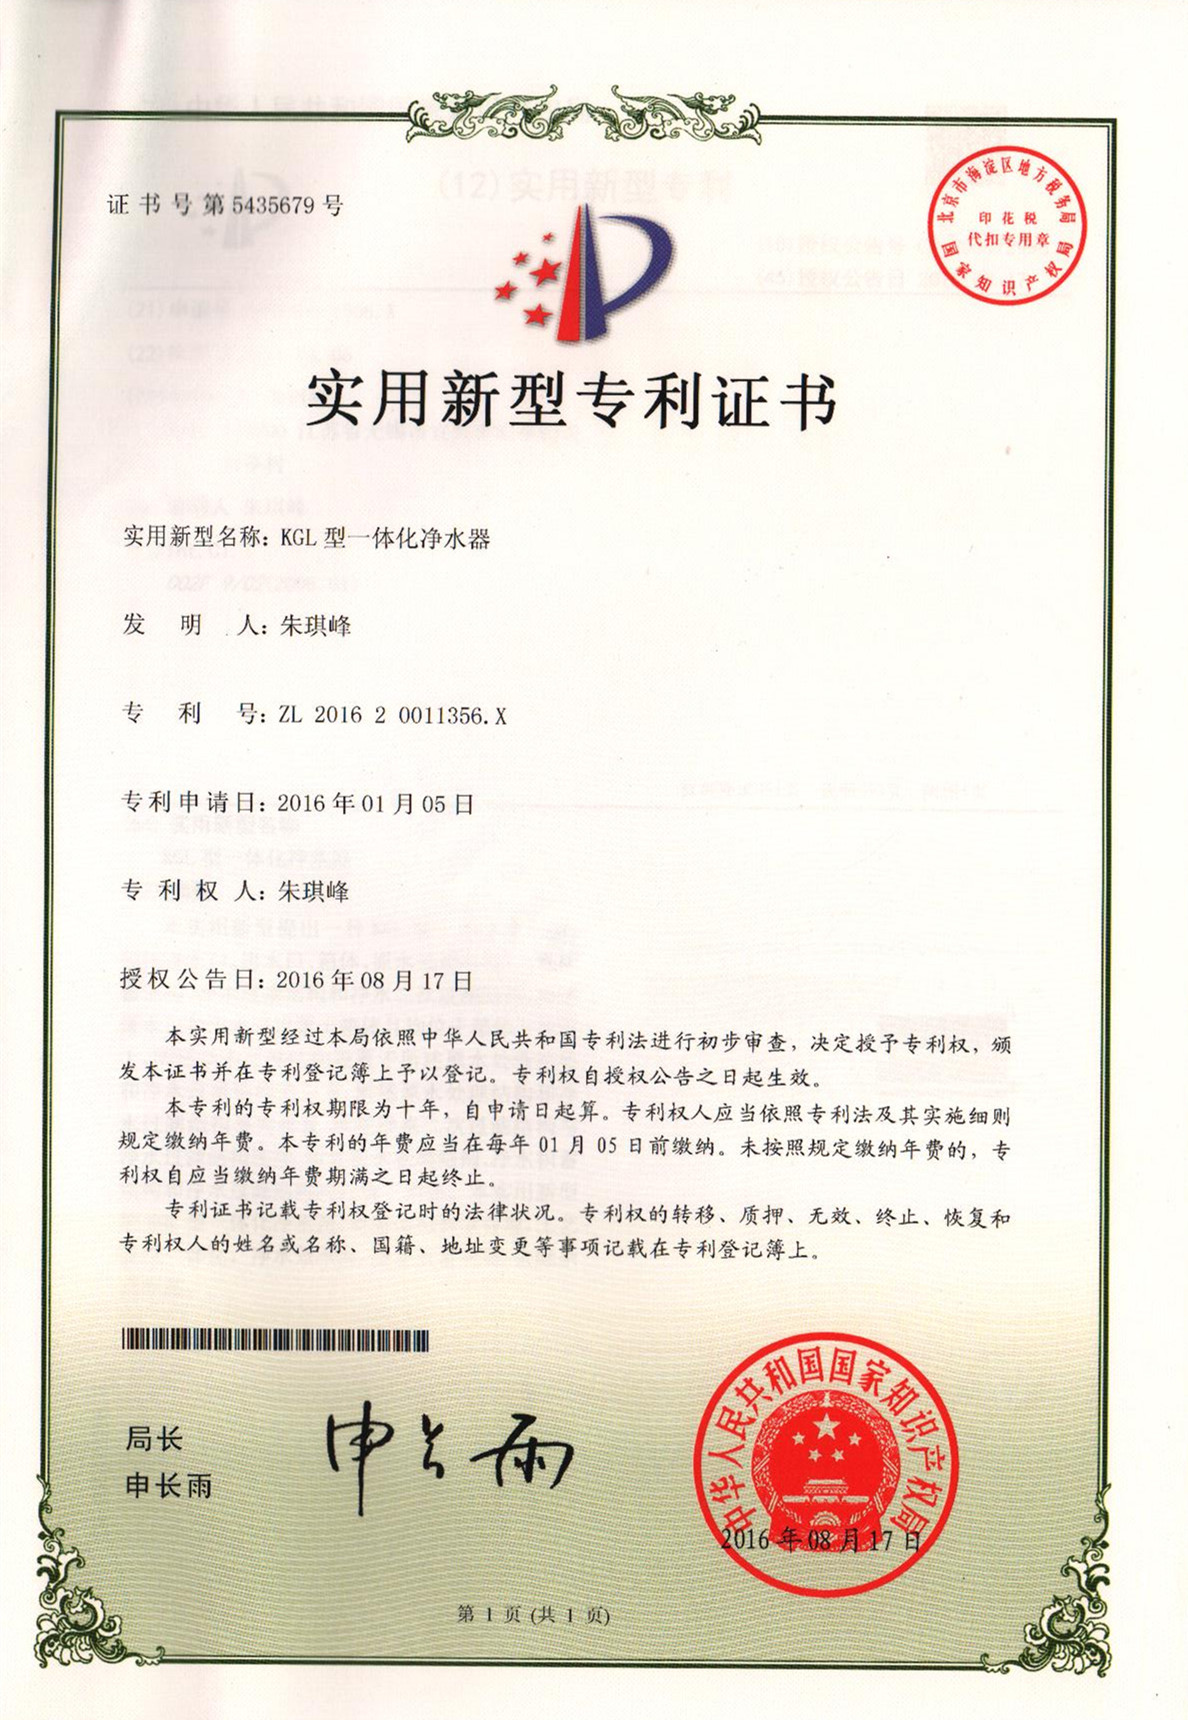 证书号第5435679号
北京市海淀区地方税务局
印花税
代扣专用章
国家知识产权局
实用新型专利证书
实用新型名称：KGL型一体化净水器
发明人：朱琪峰
专利号：ZL 2016 2 0011356.X
专利申请日：2016年01月05日
专利权人：朱琪峰
授权公告日：2016年08月17日
本实用新型经过本局依照中华人民共和国专利法进行初步审查，决定授予专利权，颁
发本证书并在专利登记簿上予以登记。专利权自授权公告之日起生效。
本专利的专利权期限为十年，自申请日起算。专利权人应当依照专利法及其实施细则
规定缴纳年费。本专利的年费应当在每年01月05日前缴纳。未按照规定缴纳年费的，专
利权自应当缴纳年费期满之日起终止。
专利证书记载专利权登记时的法律状况。专利权的转移、质押、无效、终止、恢复和
专利权人的姓名或名称、国籍、地址变更等事项记载在专利登记簿上。
局长
申长雨
申长雨
中华人民共和国国家知识产权局
2016年08月17日
第1页(共1页)